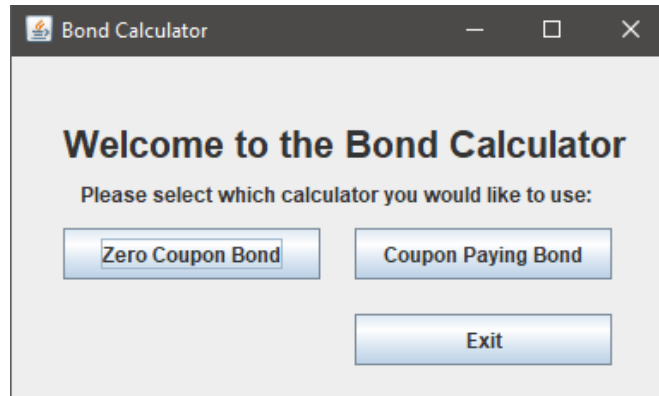 Bond Calculator
Welcome to the Bond Calculator
Please select which calculator you would like to use:
Zero Coupon Bond Coupon Paying Bond
Exit